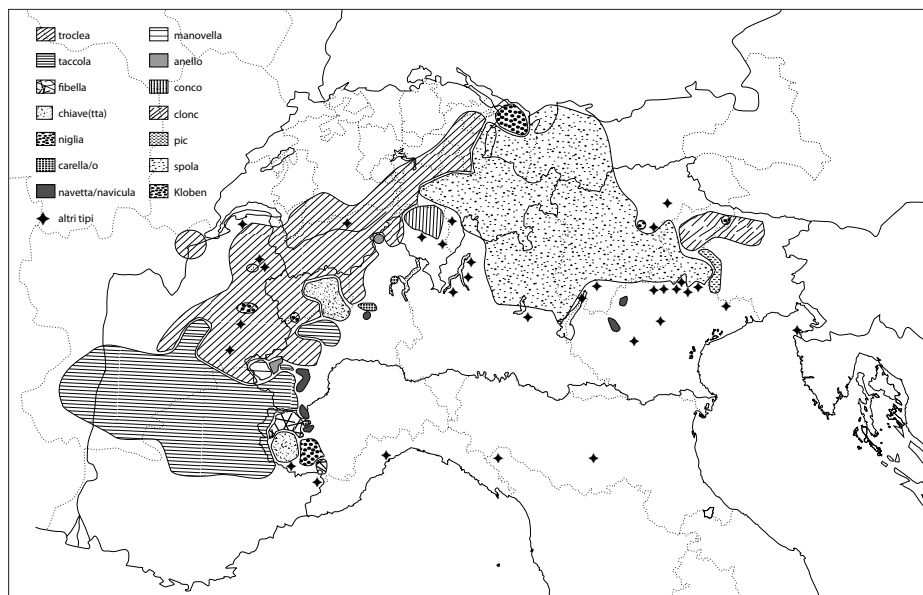 troclea
taccola
fibella
chiave(tta)
niglia
carella/o
navetta/navicula
altri tipi
manovella
anello
conco
clonc
pic
spola
Kloben